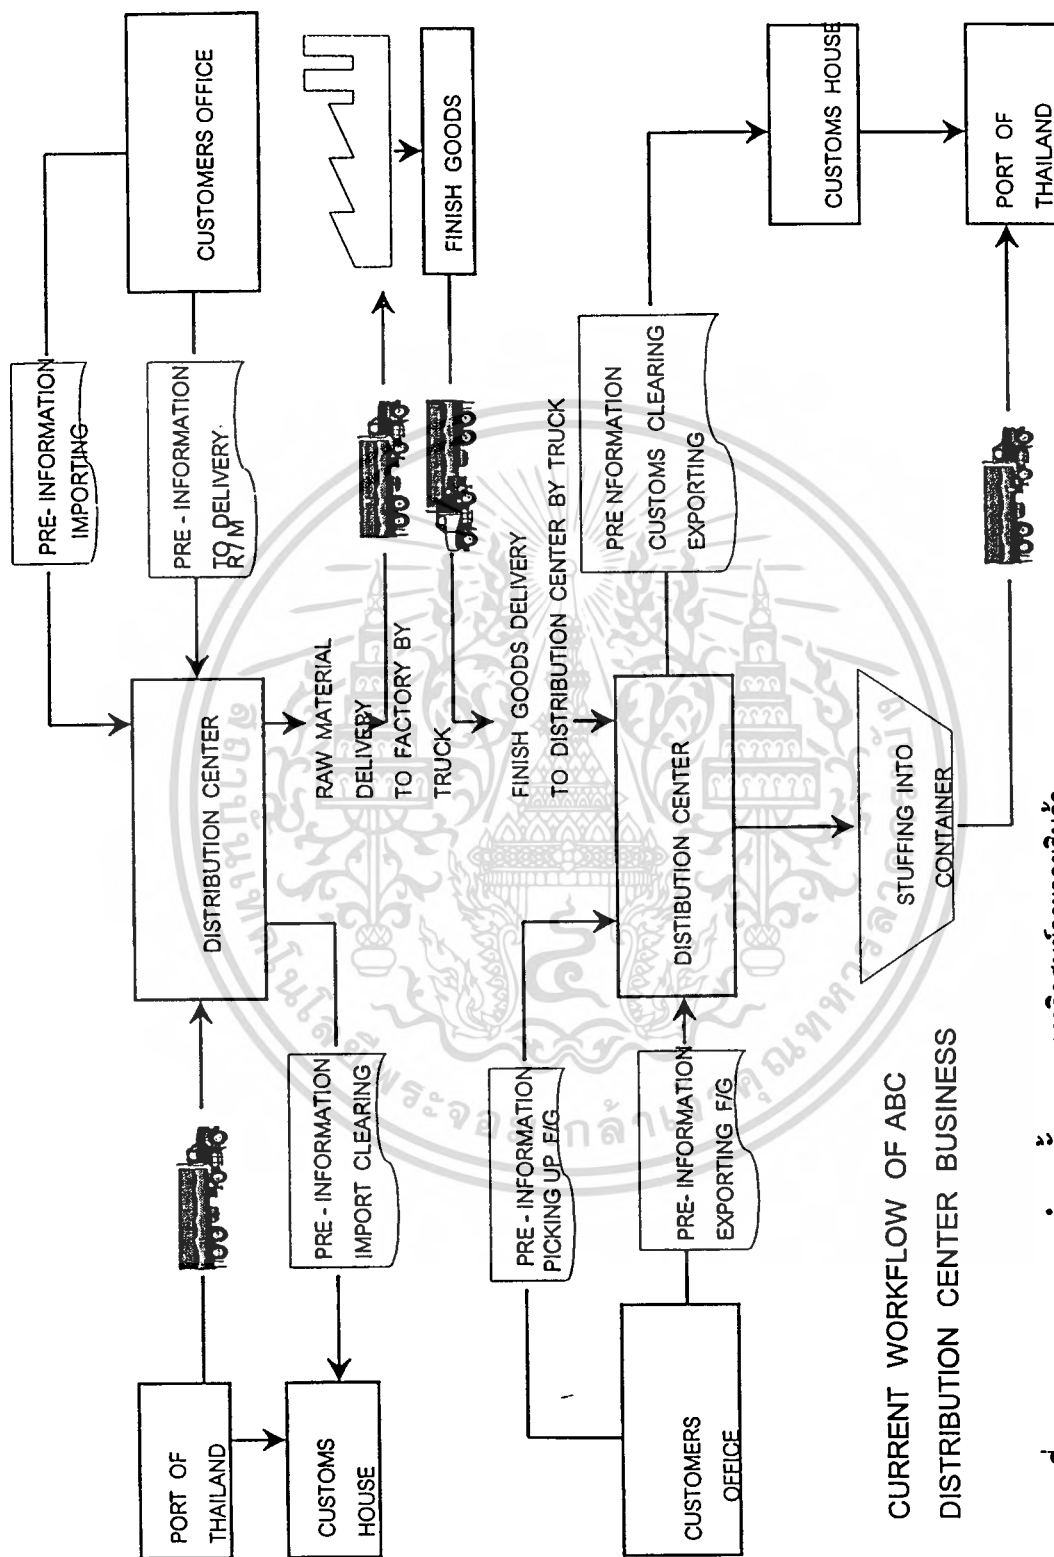 PORT OF
THAILAND
CUSTOMS
HOUSE
PRE - INFORMATION
IMPORT CLEARING
DISTRIBUTION CENTER
PRE - INFORMATION
IMPORTING
PRE - INFORMATION
TO DELIVERY
R/M
CUSTOMERS OFFICE
RAW MATERIAL
DELIVERY
TO FACTORY BY
TRUCK
FINISH GOODS
FINISH GOODS DELIVERY
TO DISTRIBUTION CENTER BY TRUCK
CUSTOMERS
OFFICE
PRE - INFORMATION
PICKING UP F/G
PRE - INFORMATION
EXPORTING F/G
DISTIBUTION CENTER
PRE NFORMATION
CUSTOMS CLEARING
EXPORTING
CUSTOMS HOUSE
PORT OF
THAILAND
STUFFING INTO
CONTAINER
CURRENT WORKFLOW OF ABC
DISTRIBUTION CENTER BUSINESS